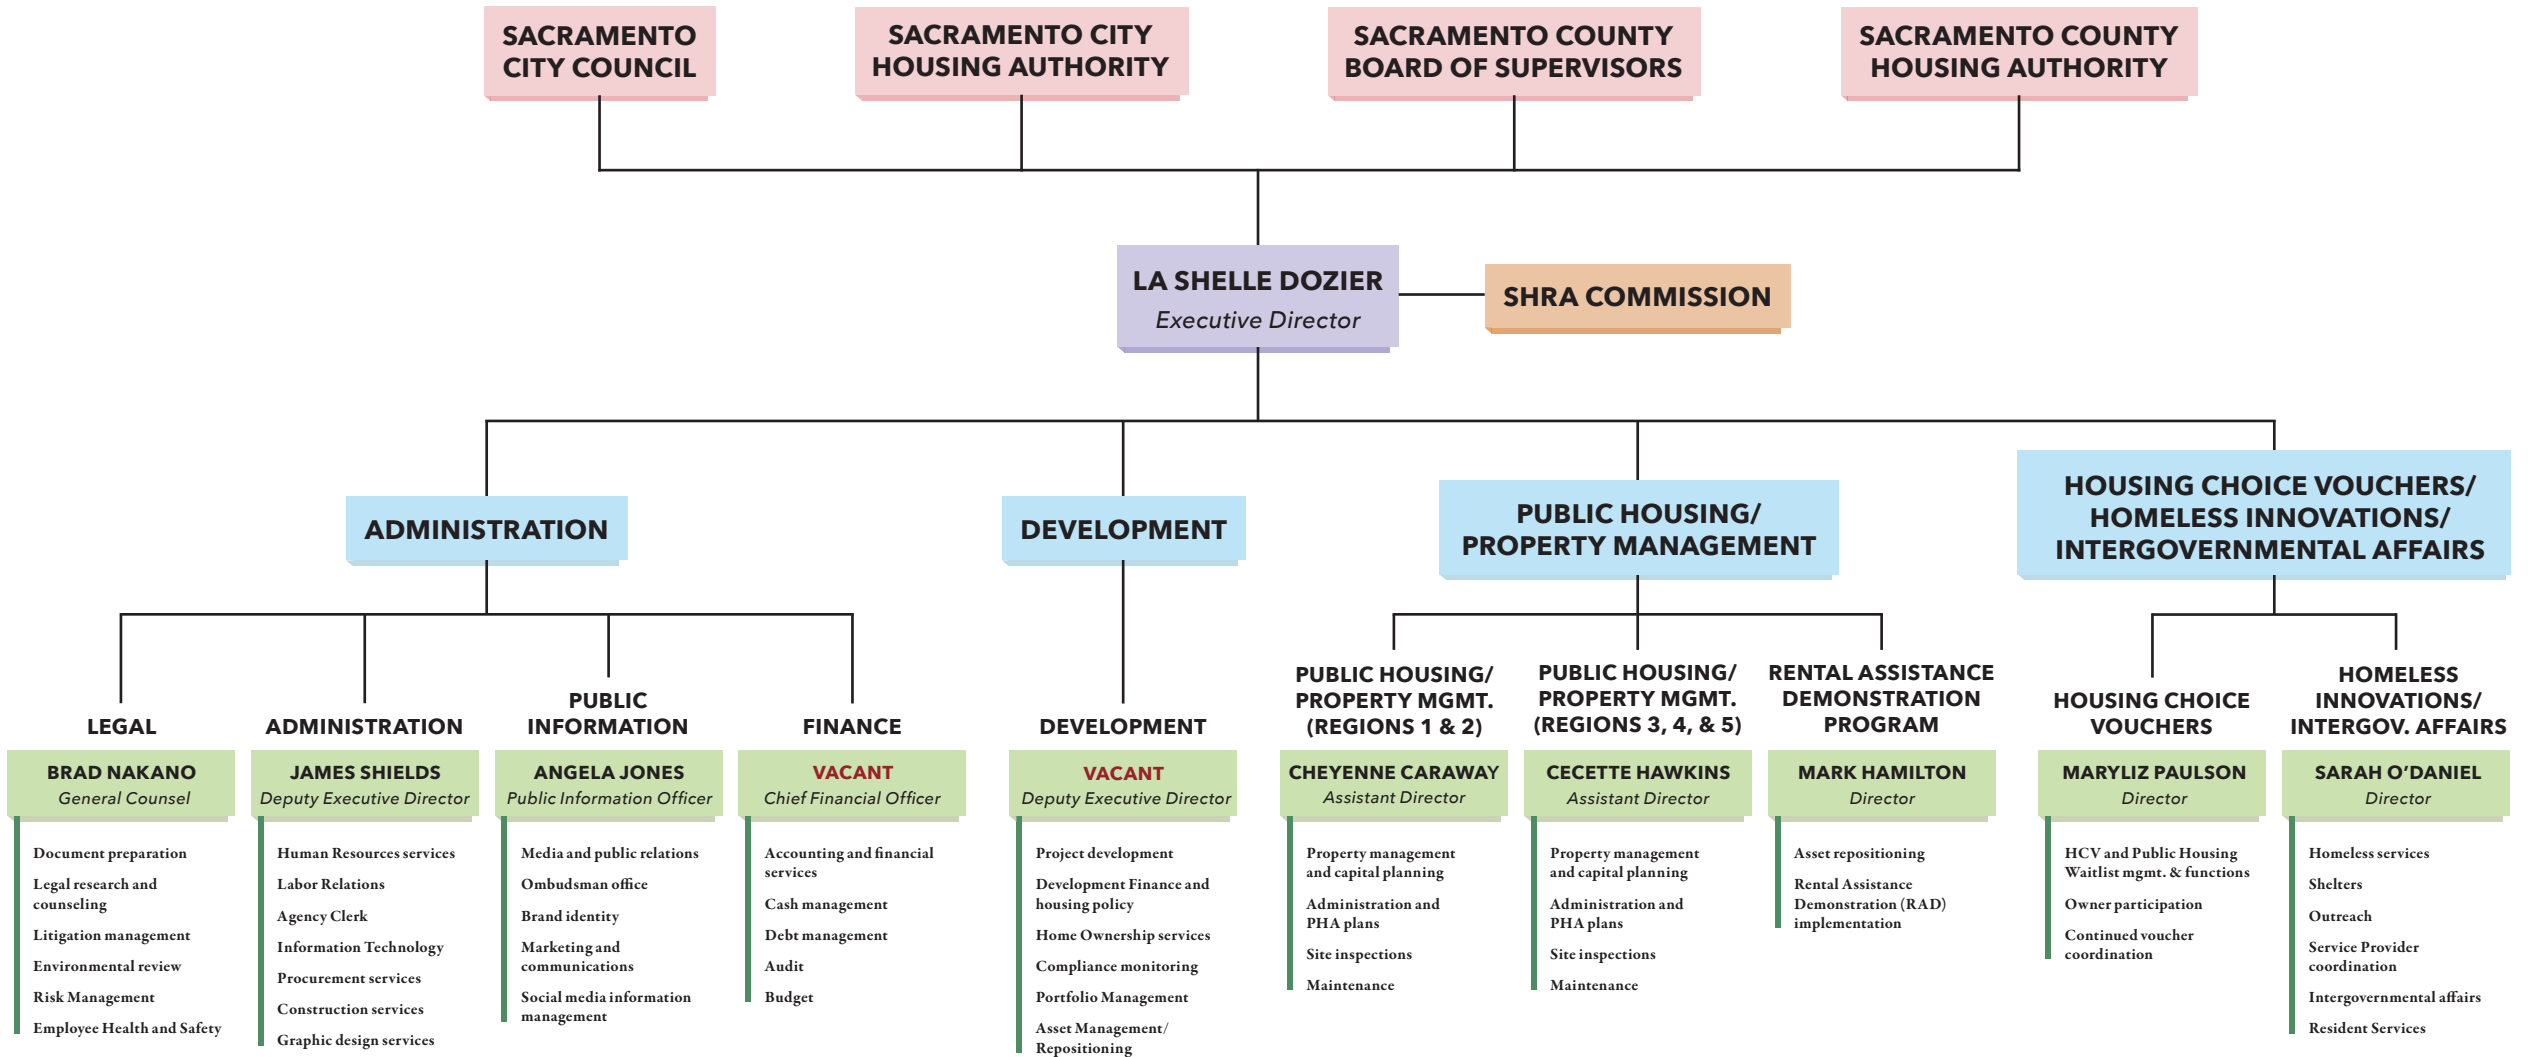 SACRAMENTO
CITY COUNCIL
SACRAMENTO CITY
HOUSING AUTHORITY
SACRAMENTO COUNTY
BOARD OF SUPERVISORS
SACRAMENTO COUNTY
HOUSING AUTHORITY
LA SHELLE DOZIER
Executive Director
SHRA COMMISSION
ADMINISTRATION
DEVELOPMENT
PUBLIC HOUSING/
PROPERTY MANAGEMENT
HOUSING CHOICE VOUCHERS/
HOMELESS INNOVATIONS/
INTERGOVERNMENTAL AFFAIRS
LEGAL
BRAD NAKANO
General Counsel
Document preparation
Legal research and
counseling
Litigation management
Environmental review
Risk Management
Employee Health and Safety
ADMINISTRATION
JAMES SHIELDS
Deputy Executive Director
Human Resources services
Labor Relations
Agency Clerk
Information Technology
Procurement services
Construction services
Graphic design services
PUBLIC
INFORMATION
ANGELA JONES
Public Information Officer
Media and public relations
Ombudsman office
Brand identity
Marketing and
communications
Social media information
management
FINANCE
VACANT
Chief Financial Officer
Accounting and financial
services
Cash management
Debt management
Audit
Budget
DEVELOPMENT
VACANT
Deputy Executive Director
Project development
Development Finance and
housing policy
Home Ownership services
Compliance monitoring
Portfolio Management
Asset Management/
Repositioning
PUBLIC HOUSING/
PROPERTY MGMT.
(REGIONS 1 & 2)
CHEYENNE CARAWAY
Assistant Director
Property management
and capital planning
Administration and
PHA plans
Site inspections
Maintenance
PUBLIC HOUSING/
PROPERTY MGMT.
(REGIONS 3, 4, & 5)
CECETTE HAWKINS
Assistant Director
Property management
and capital planning
Administration and
PHA plans
Site inspections
Maintenance
RENTAL ASSISTANCE
DEMONSTRATION
PROGRAM
MARK HAMILTON
Director
Asset repositioning
Rental Assistance
Demonstration (RAD)
implementation
HOUSING CHOICE
VOUCHERS
MARYLIZ PAULSON
Director
HCV and Public Housing
Waitlist mgmt. & functions
Owner participation
Continued voucher
coordination
HOMELESS
INNOVATIONS/
INTERGOV. AFFAIRS
SARAH O’DANIEL
Director
Homeless services
Shelters
Outreach
Service Provider
coordination
Intergovernmental affairs
Resident Services